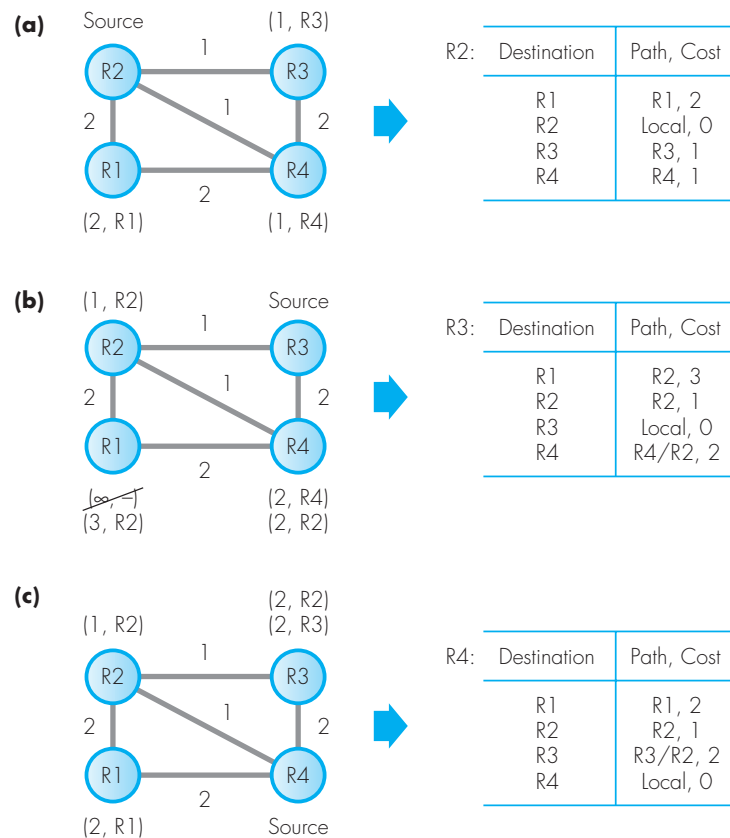 (a) Source (1, R3)
R2 1 R3
2 1 2
R1 2 R4
(2, R1) (1, R4)
R2: Destination Path, Cost
R1 R1, 2
R2 Local, 0
R3 R3, 1
R4 R4, 1
(b) (1, R2) Source
R2 1 R3
2 1 2
R1 2 R4
(∞, –) (2, R4)
(3, R2) (2, R2)
R3: Destination Path, Cost
R1 R2, 3
R2 R2, 1
R3 Local, 0
R4 R4/R2, 2
(c) (2, R2)
(1, R2) (2, R3)
R2 1 R3
2 1 2
R1 2 R4
(2, R1) Source
R4: Destination Path, Cost
R1 R1, 2
R2 R2, 1
R3 R3/R2, 2
R4 Local, 0